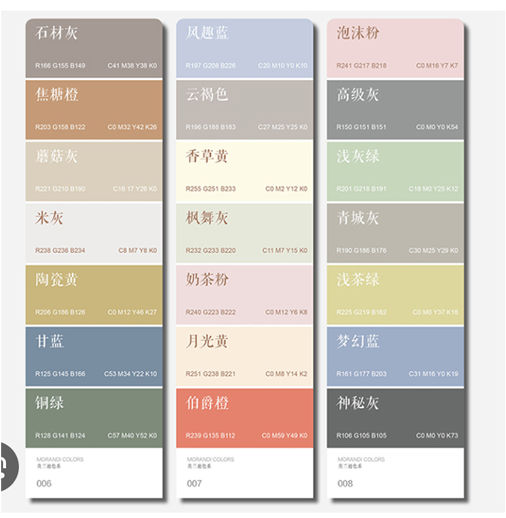 石材灰
R166 G155 B149 C41 M38 Y38 K0
焦糖橙
R203 G158 B122 C0 M32 Y42 K26
蘑菇灰
R221 G210 B190 C16 17 Y26 K0
米灰
R238 G236 B234 C8 M7 Y8 K0
陶瓷黄
R206 G186 B126 C0 M12 Y46 K27
甘蓝
R125 G145 B166 C53 M34 Y22 K10
铜绿
R128 G141 B124 C57 M40 Y52 K0
MORANDI COLORS
莫兰迪色系
006
风趣蓝
R197 G208 B226 C20 M10 Y0 K10
云褐色
R196 G188 B183 C27 M25 Y25 K0
香草黄
R255 G251 B233 C0 M2 Y12 K0
枫舞灰
R232 G233 B220 C11 M7 Y15 K0
奶茶粉
R240 G223 B222 C0 M12 Y6 K8
月光黄
R251 G238 B221 C0 M8 Y14 K2
伯爵橙
R239 G135 B112 C0 M59 Y49 K0
MORANDI COLORS
莫兰迪色系
007
泡沫粉
R241 G217 B218 C0 M16 Y7 K7
高级灰
R150 G151 B151 C0 M0 Y0 K54
浅灰绿
R201 G218 B191 C18 M0 Y25 K12
青城灰
R190 G186 B176 C30 M25 Y29 K0
浅茶绿
R225 G219 B162 C0 M0 Y37 K16
梦幻蓝
R161 G177 B203 C31 M16 Y0 K19
神秘灰
R106 G105 B105 C0 M0 Y0 K73
MORANDI COLORS
莫兰迪色系
008